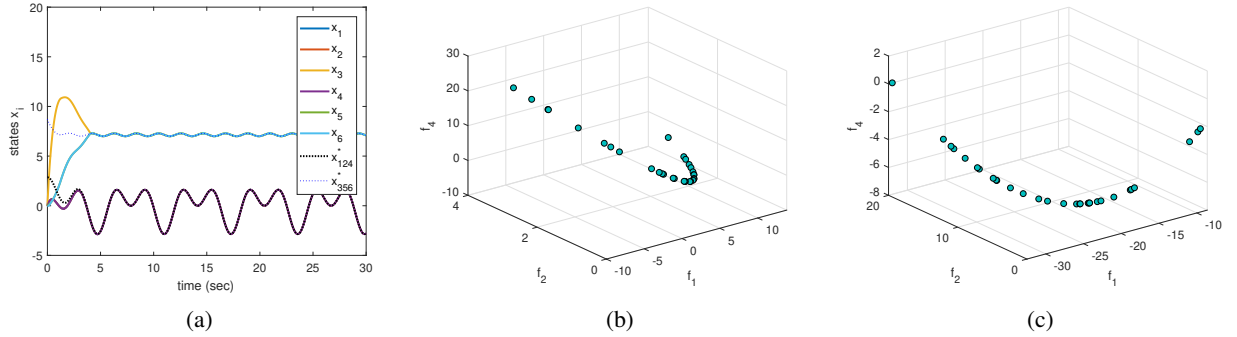 20
15
10
5
0
-5
states x_i
0
5
10
15
20
25
30
time (sec)
x_1
x_2
x_3
x_4
x_5
x_6
x^*_124
x^*_356
(a)
30
20
10
0
-10
f_4
4
2
0
f_2
-10
-5
0
5
10
f_1
(b)
2
0
-2
-4
-6
-8
f_4
20
10
0
f_2
-30
-25
-20
-15
-10
f_1
(c)